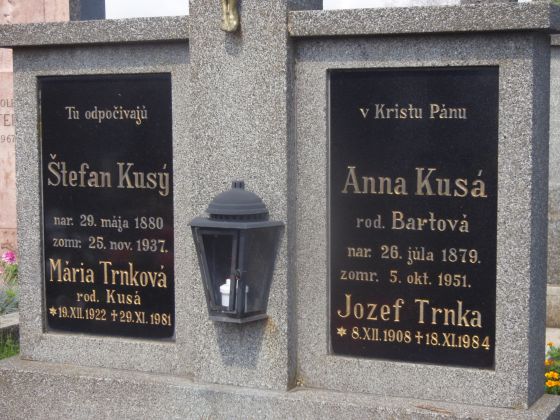 Tu odpočívajú
Štefan Kusý
nar. 29. mája 1880
zomr. 25. nov. 1937.
Mária Trnková
rod. Kusá
*19.XII.1922 +29.XI.1981
v Kristu Pánu
Anna Kusá
rod. Bartová
nar. 26. júla 1879.
zomr. 5. okt. 1951.
Jozef Trnka
* 8.XII.1908 +18.XI.1984